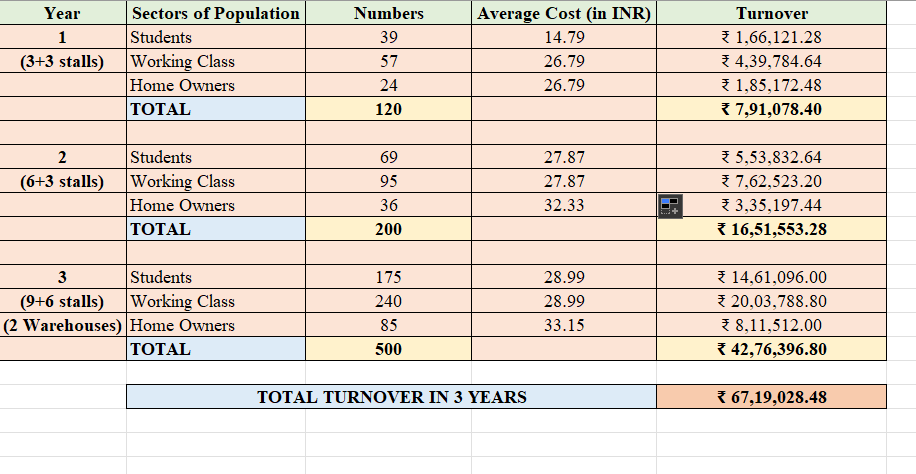 Year Sectors of Population Numbers Average Cost (in INR) Turnover
1 Students 39 14.79 ₹ 1,66,121.28
(3+3 stalls) Working Class 57 26.79 ₹ 4,39,784.64
Home Owners 24 26.79 ₹ 1,85,172.48
TOTAL 120 ₹ 7,91,078.40
2 Students 69 27.87 ₹ 5,53,832.64
(6+3 stalls) Working Class 95 27.87 ₹ 7,62,523.20
Home Owners 36 32.33 ₹ 3,35,197.44
TOTAL 200 ₹ 16,51,553.28
3 Students 175 28.99 ₹ 14,61,096.00
(9+6 stalls) Working Class 240 28.99 ₹ 20,03,788.80
(2 Warehouses) Home Owners 85 33.15 ₹ 8,11,512.00
TOTAL 500 ₹ 42,76,396.80
TOTAL TURNOVER IN 3 YEARS ₹ 67,19,028.48